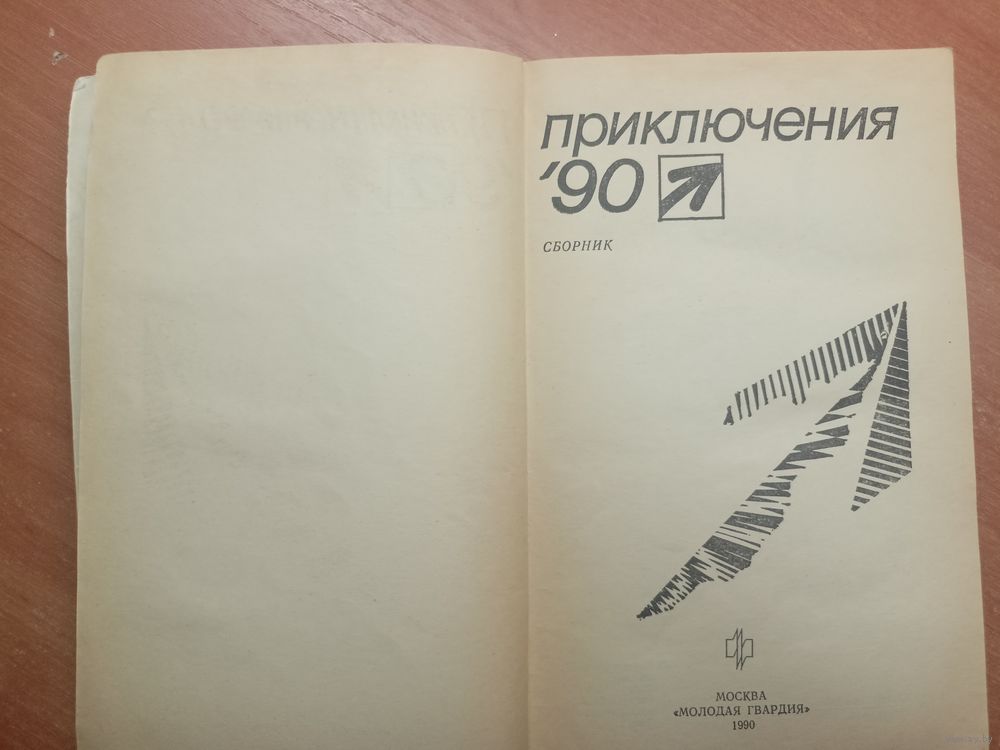 приключения
'90
СБОРНИК
МОСКВА
«МОЛОДАЯ ГВАРДИЯ»
1990